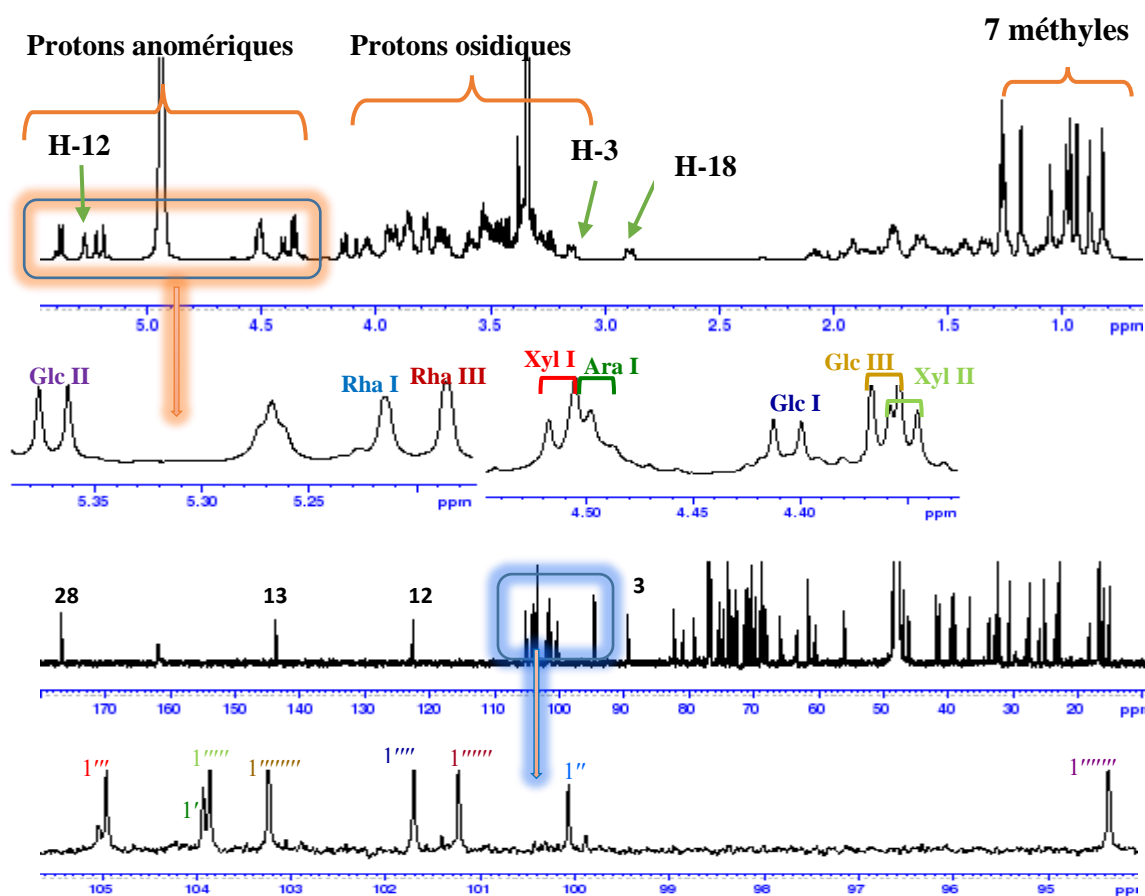 Protons anomériques
Protons osidiques
7 méthyles
H-12
H-3
H-18
5.0 4.5 4.0 3.5 3.0 2.5 2.0 1.5 1.0 ppm
Glc II
Rha I
Rha III
Xyl I
Ara I
Glc I
Glc III
Xyl II
5.35 5.30 5.25 ppm
4.50 4.45 4.40 ppm
28
13
12
3
170 160 150 140 130 120 110 100 90 80 70 60 50 40 30 20 ppm
1′′′
1′
1′′′′′
1′′′′′′′′
1′′′′
1′′′′′′
1′′
1′′′′′′′
105 104 103 102 101 100 99 98 97 96 95 ppm